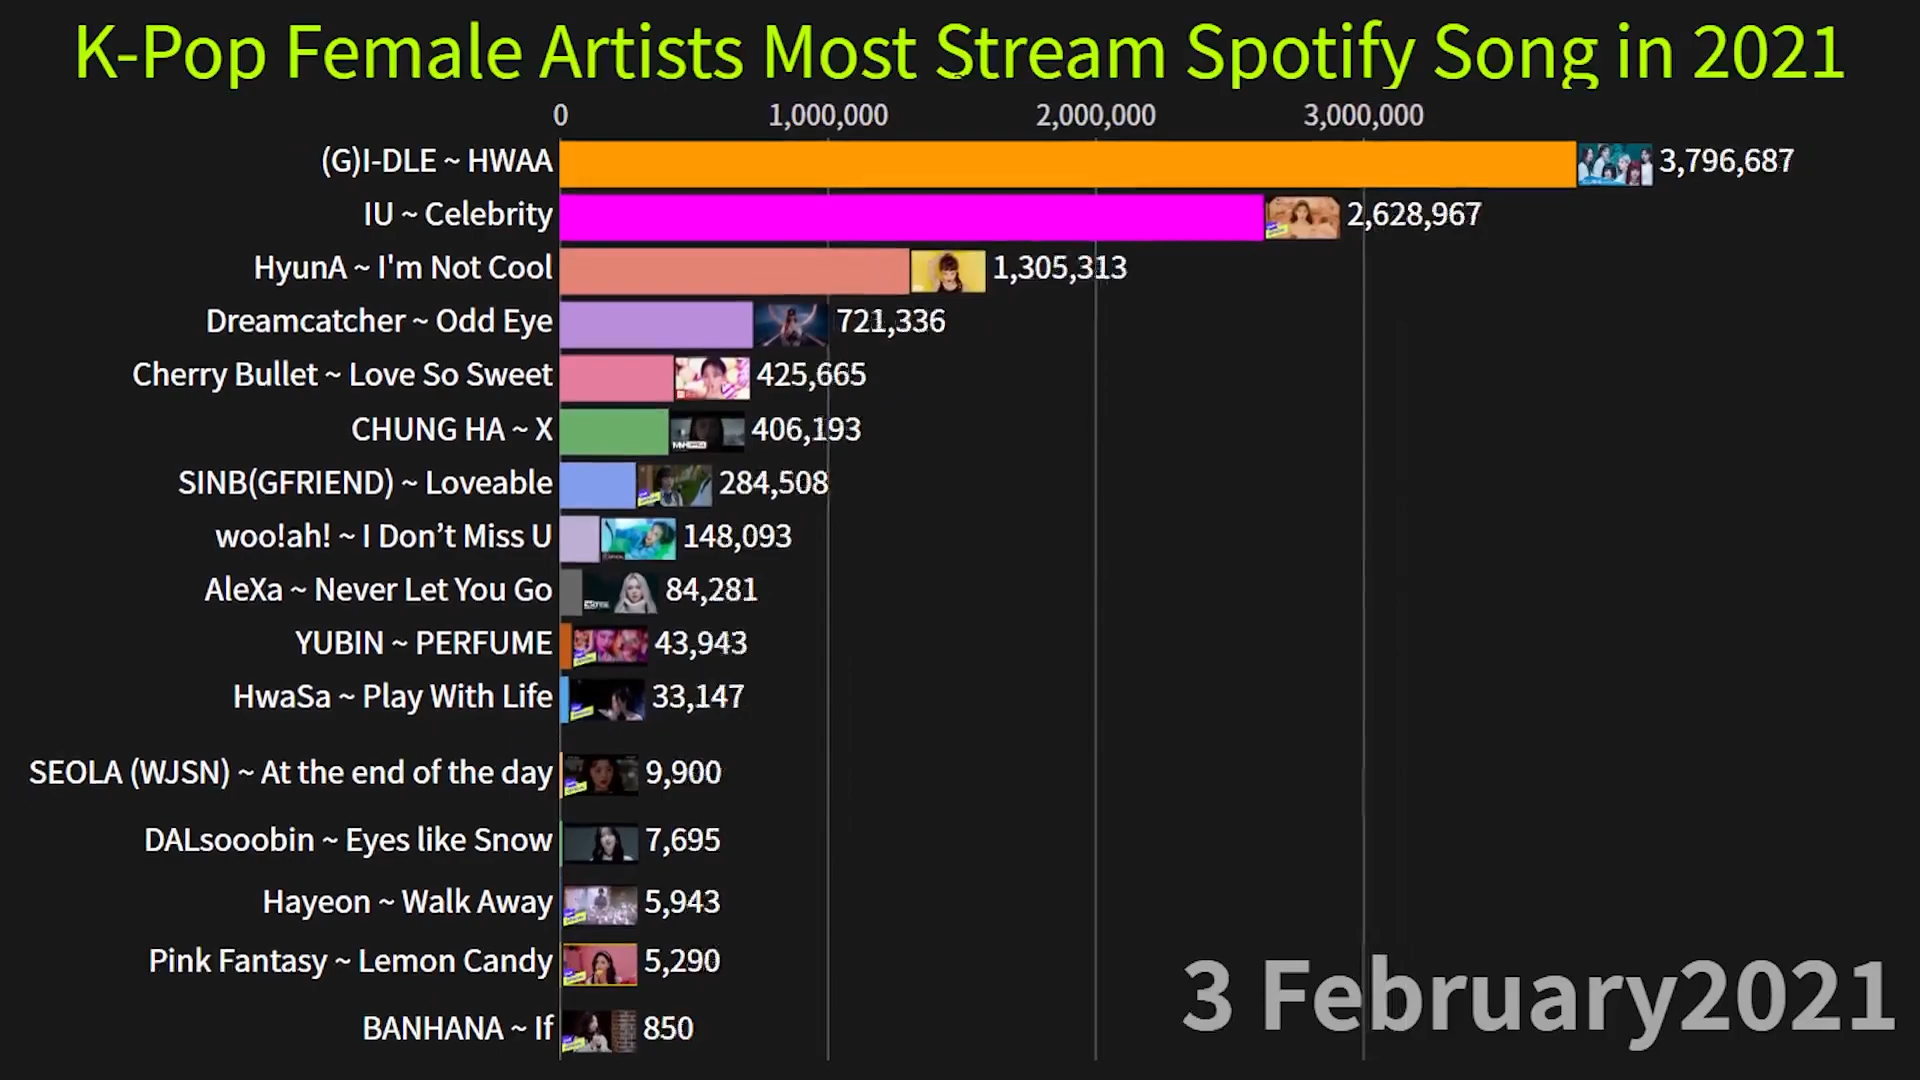 K-Pop Female Artists Most Stream Spotify Song in 2021
0 1,000,000 2,000,000 3,000,000
(G)I-DLE ~ HWAA 3,796,687
IU ~ Celebrity 2,628,967
HyunA ~ I'm Not Cool 1,305,313
Dreamcatcher ~ Odd Eye 721,336
Cherry Bullet ~ Love So Sweet 425,665
CHUNG HA ~ X 406,193
SINB(GFRIEND) ~ Loveable 284,508
woo!ah! ~ I Don’t Miss U 148,093
AleXa ~ Never Let You Go 84,281
YUBIN ~ PERFUME 43,943
HwaSa ~ Play With Life 33,147
SEOLA (WJSN) ~ At the end of the day 9,900
DALsooobin ~ Eyes like Snow 7,695
Hayeon ~ Walk Away 5,943
Pink Fantasy ~ Lemon Candy 5,290
BANHANA ~ If 850
3 February2021